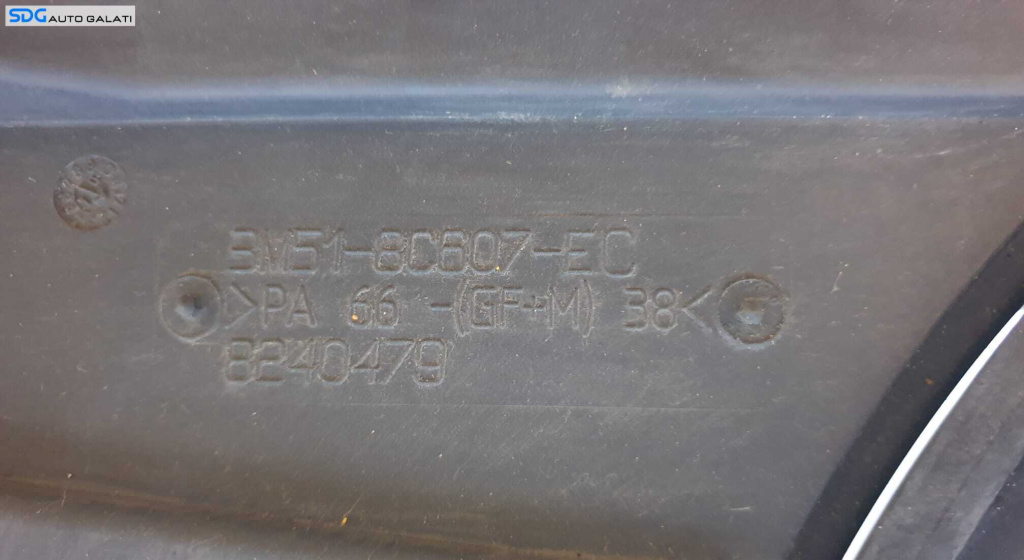 SDG AUTO GALATI
3M51-8C607-EC
>PA 66 -(GF+M) 38<
8240479